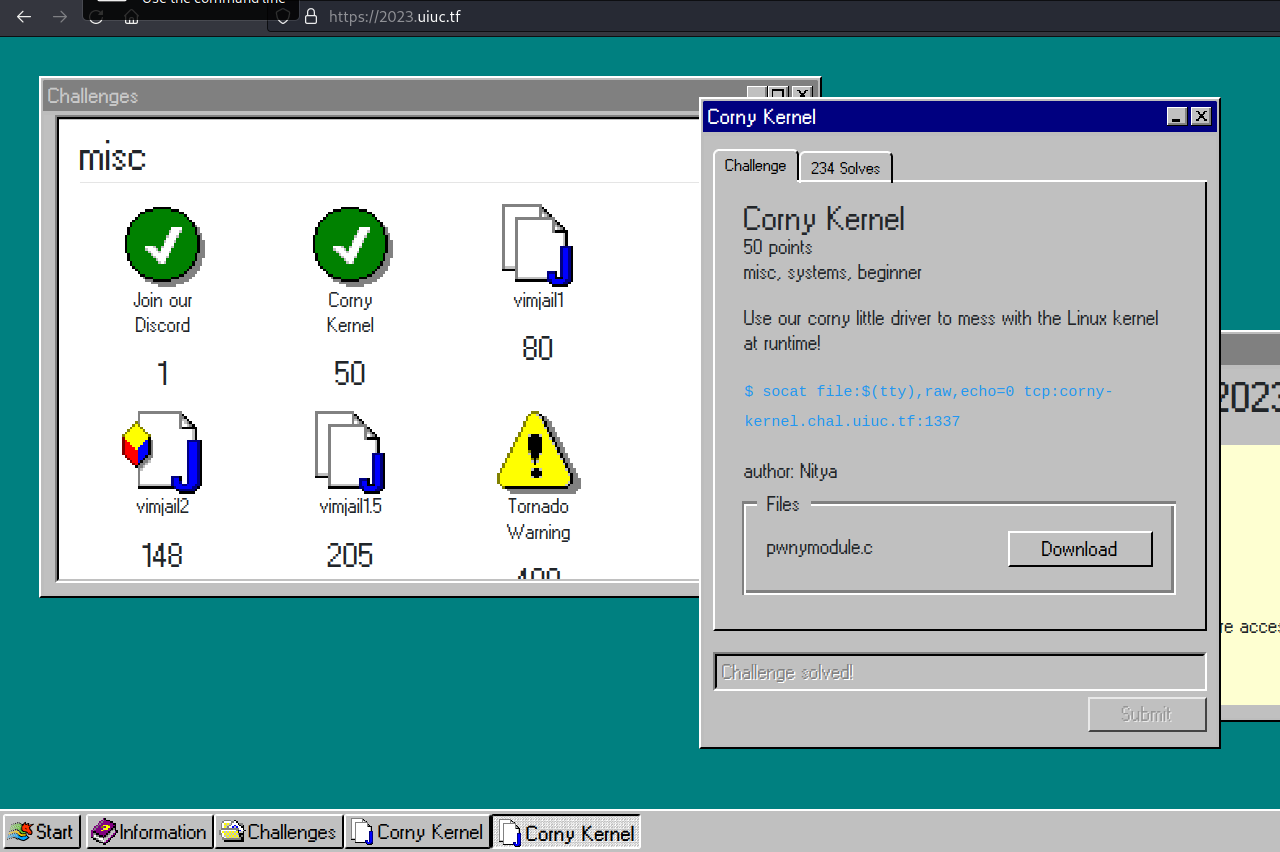 Use the command line
https://2023.uiuc.tf
Challenges
misc
Join our
Discord
1
Corny
Kernel
50
vimjail1
80
vimjail2
148
vimjail1.5
205
Tornado
Warning
Corny Kernel
Challenge
234 Solves
Corny Kernel
50 points
misc, systems, beginner
Use our corny little driver to mess with the Linux kernel
at runtime!
$ socat file:$(tty),raw,echo=0 tcp:corny-
kernel.chal.uiuc.tf:1337
author: Nitya
Files
pwnymodule.c
Download
Challenge solved!
Submit
2023
Start
Information
Challenges
Corny Kernel
Corny Kernel